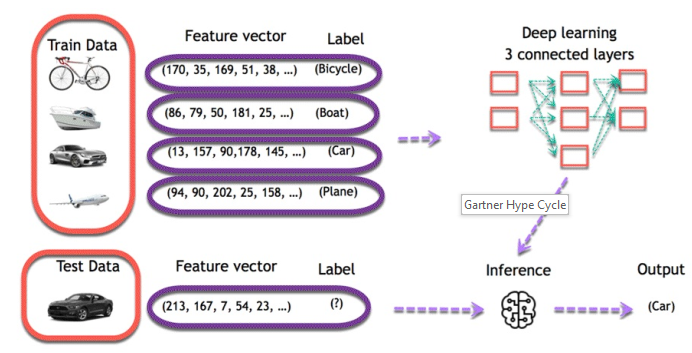 Train Data
Feature vector
Label
(170, 35, 169, 51, 38, ...)
(Bicycle)
(86, 79, 50, 181, 25, ...)
(Boat)
(13, 157, 90,178, 145, ...)
(Car)
(94, 90, 202, 25, 158, ...)
(Plane)
Deep learning
3 connected layers
Gartner Hype Cycle
Test Data
Feature vector
Label
(213, 167, 7, 54, 23, ...)
(?)
Inference
Output
(Car)